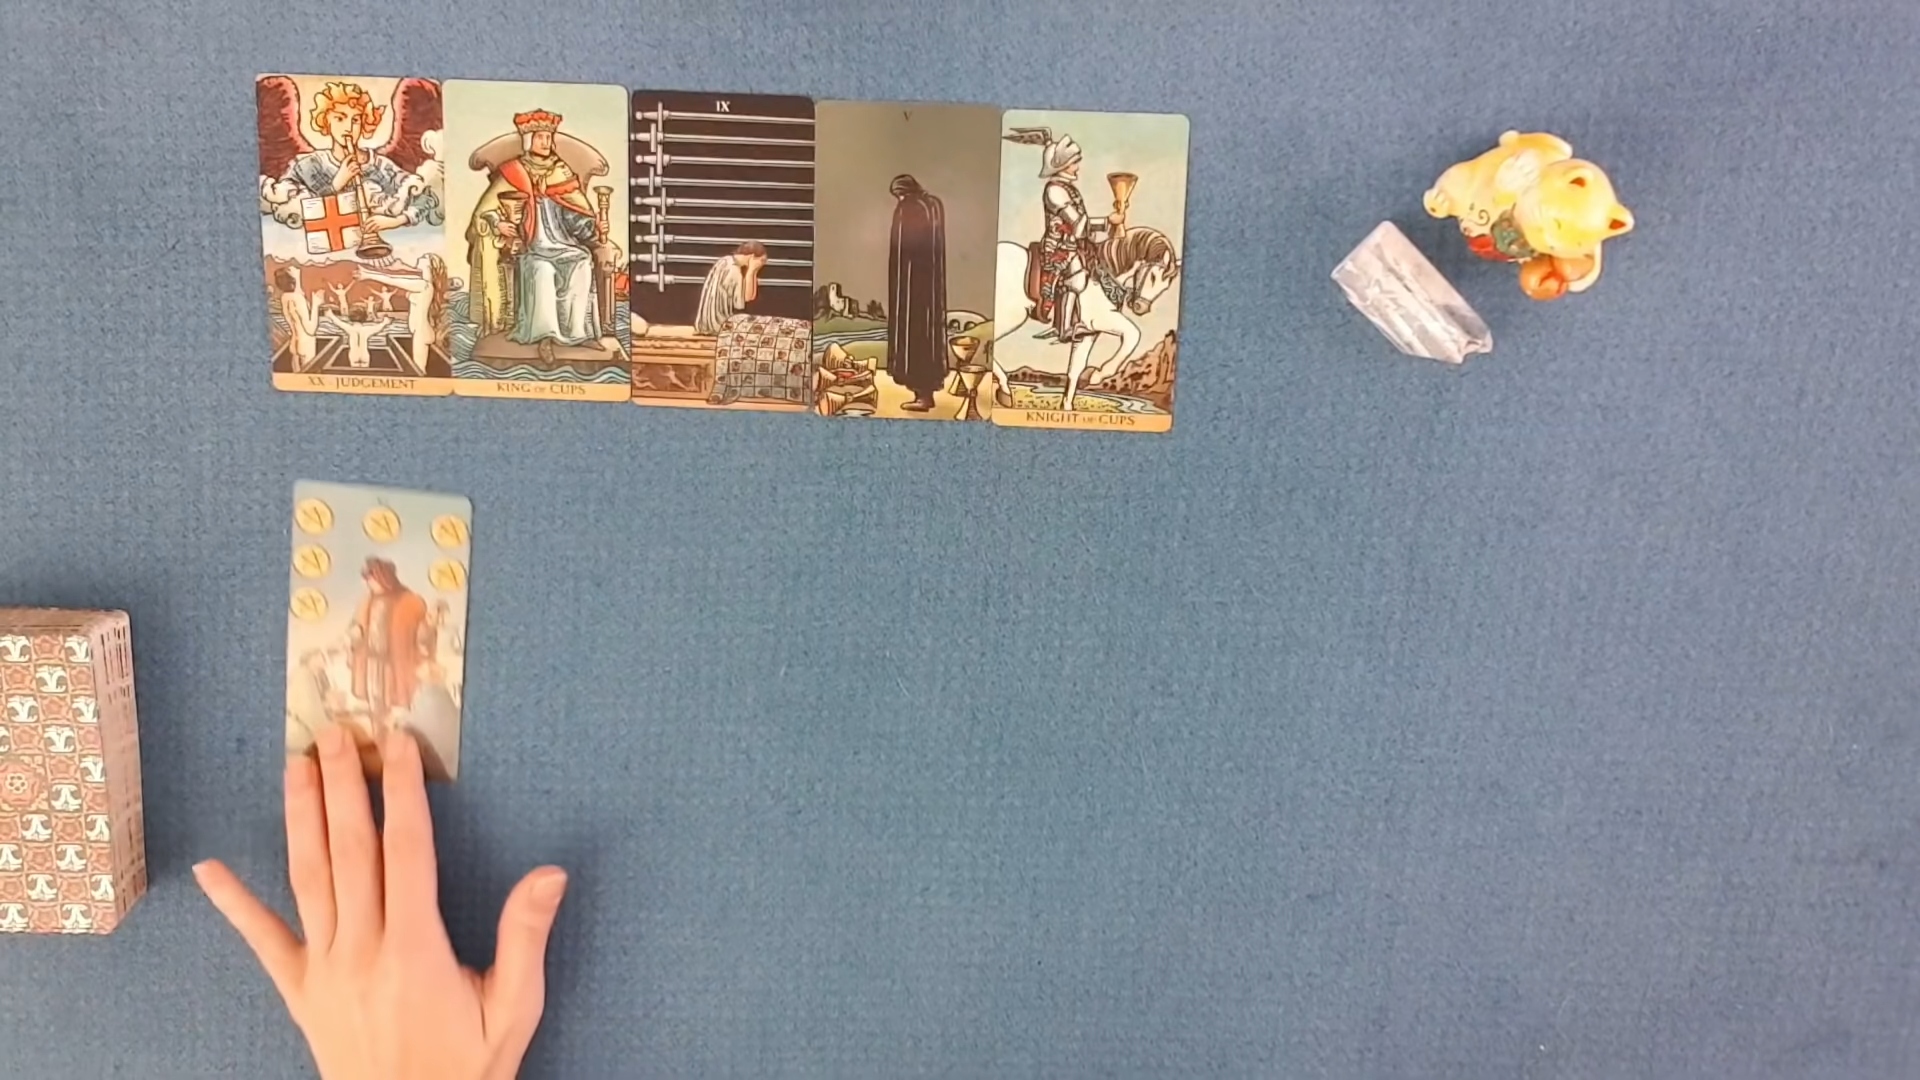 XX - JUDGEMENT
KING OF CUPS
IX
V
KNIGHT OF CUPS